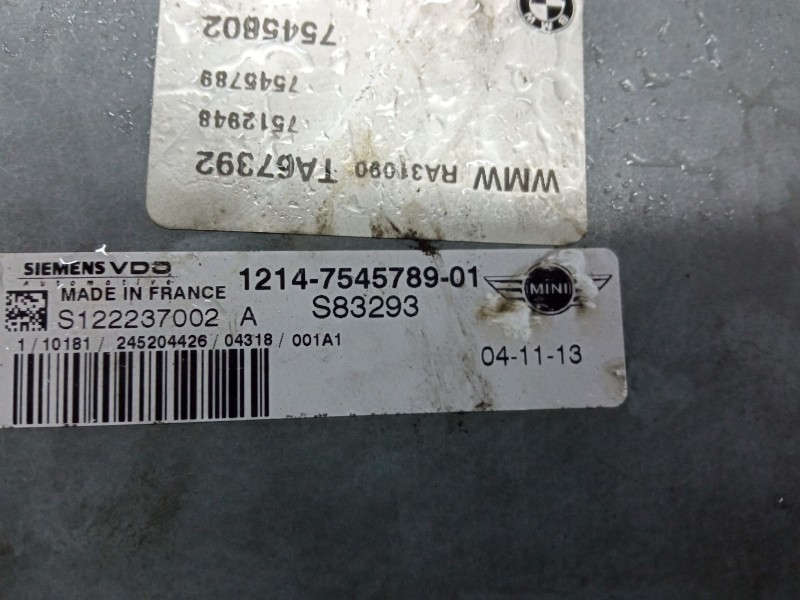 BMW
7545802
7545789
7512948
WMW RA31090 TA67392
SIEMENS VDO
Automotive
MADE IN FRANCE
1214-7545789-01
MINI
S122237002 A
S83293
1/10181/ 245204426/04318/ 001A1
04-11-13